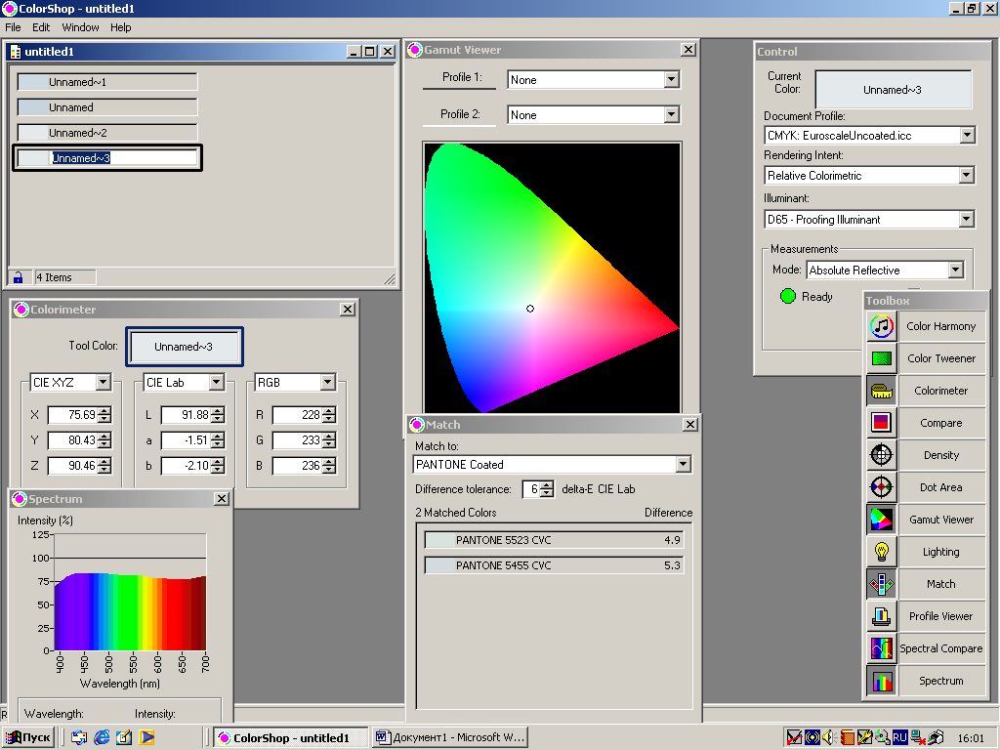 ColorShop - untitled1
File Edit Window Help
untitled1
Unnamed~1
Unnamed
Unnamed~2
Unnamed~3
4 Items
Gamut Viewer
Profile 1: None
Profile 2: None
Control
Current Color: Unnamed~3
Document Profile:
CMYK: EuroscaleUncoated.icc
Rendering Intent:
Relative Colorimetric
Illuminant:
D65 - Proofing Illuminant
Measurements
Mode: Absolute Reflective
Ready
Colorimeter
Tool Color: Unnamed~3
CIE XYZ CIE Lab RGB
X 75.69 L 91.88 R 228
Y 80.43 a -1.51 G 233
Z 90.46 b -2.10 B 236
Match
Match to:
PANTONE Coated
Difference tolerance: 6 delta-E CIE Lab
2 Matched Colors Difference
PANTONE 5523 CVC 4.9
PANTONE 5455 CVC 5.3
Toolbox
Color Harmony
Color Tweener
Colorimeter
Compare
Density
Dot Area
Gamut Viewer
Lighting
Match
Profile Viewer
Spectral Compare
Spectrum
Spectrum
Intensity (%)
125
100
75
50
25
0
400 450 500 550 600 650 700
Wavelength (nm)
Wavelength: Intensity:
R
Пуск ColorShop - untitled1 Документ1 - Microsoft W... RU 16:01